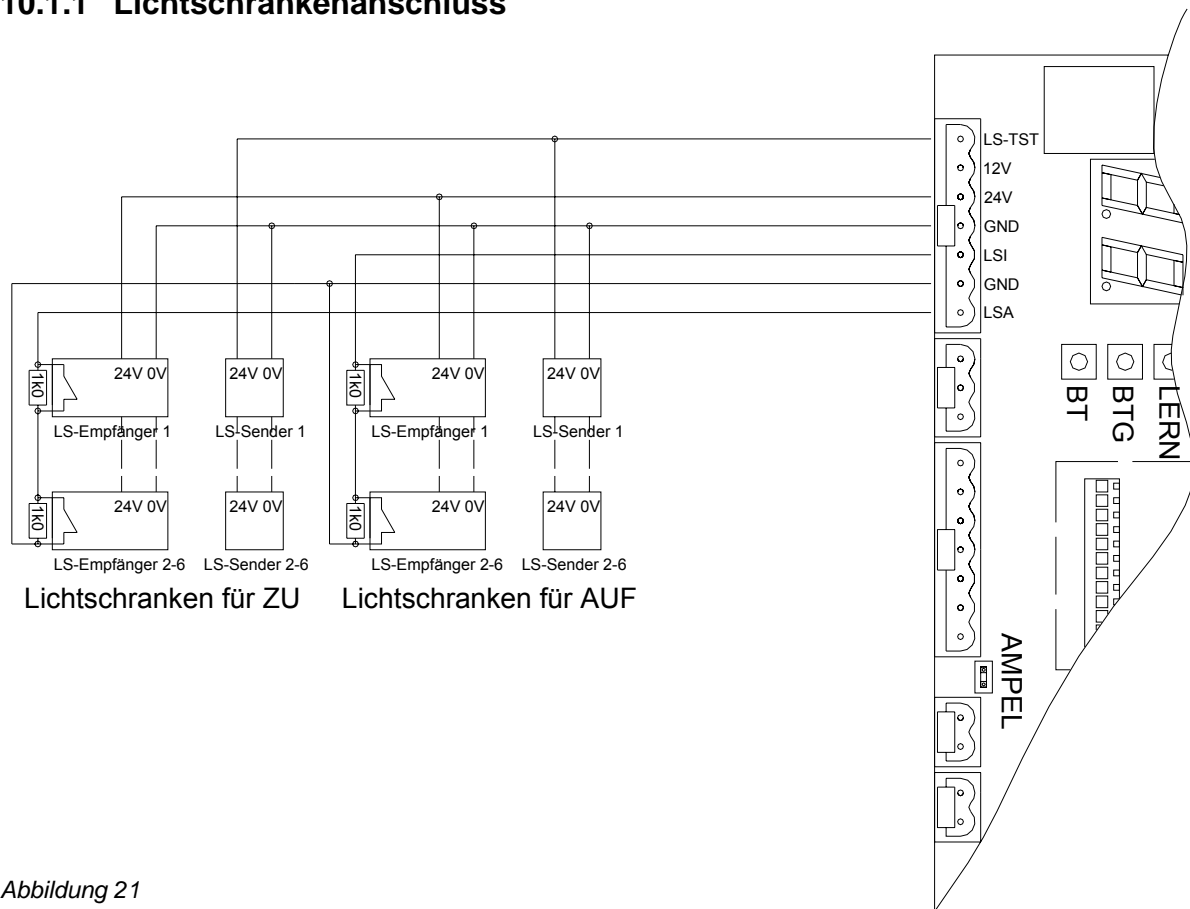 10.1.1 Lichtschrankenanschluss
LS-TST
12V
24V
GND
LSI
GND
LSA
24V 0V
24V 0V
24V 0V
24V 0V
1k0
1k0
LS-Empfänger 1
LS-Sender 1
LS-Empfänger 1
LS-Sender 1
BT
BTG
LERN
24V 0V
24V 0V
24V 0V
24V 0V
1k0
1k0
LS-Empfänger 2-6
LS-Sender 2-6
LS-Empfänger 2-6
LS-Sender 2-6
Lichtschranken für ZU
Lichtschranken für AUF
AMPEL
Abbildung 21